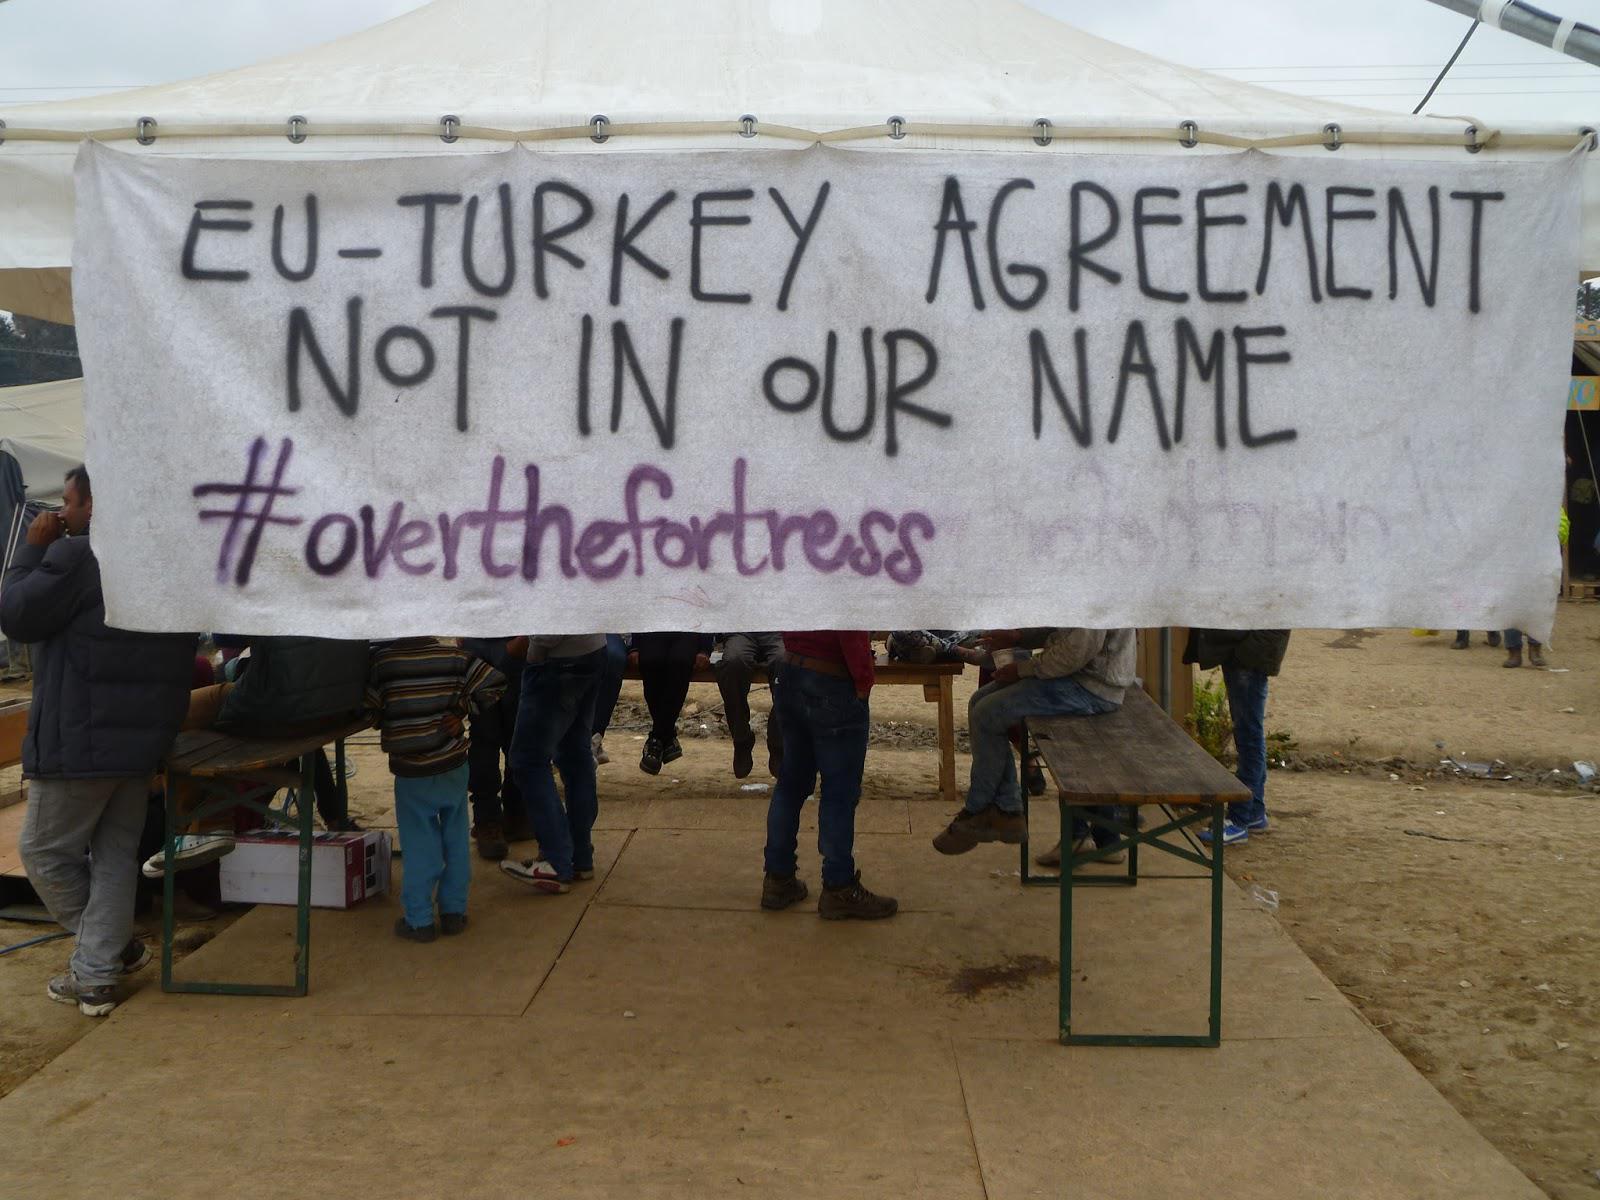 EU-TURKEY AGREEMENT
NOT IN OUR NAME
#overthefortress